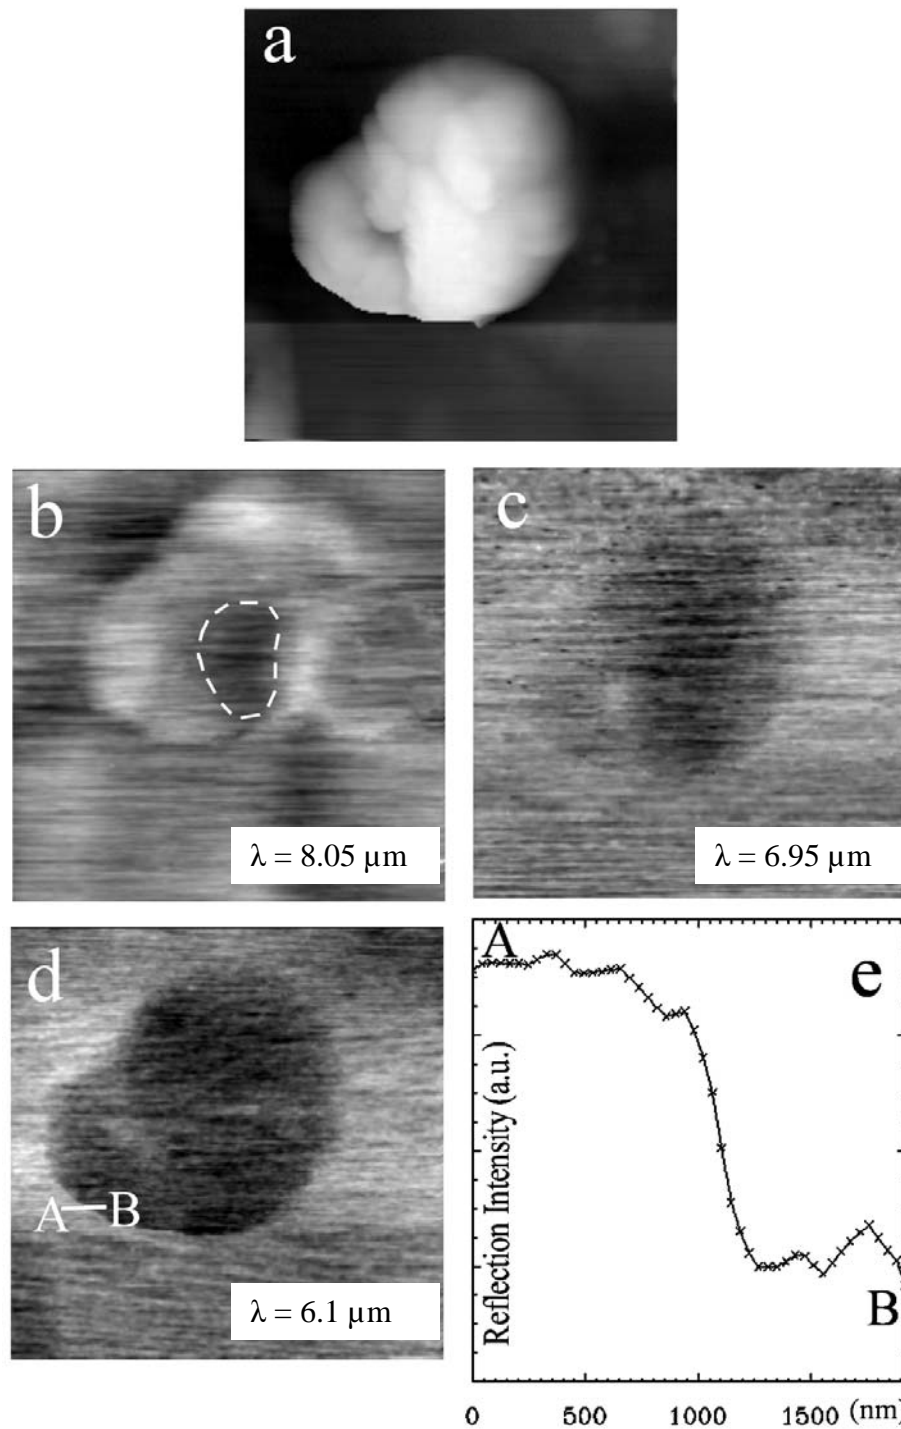 a
b
c
λ = 8.05 µm
λ = 6.95 µm
d
A
B
λ = 6.1 µm
A
e
Reflection Intensity (a.u.)
B
0 500 1000 1500 (nm)